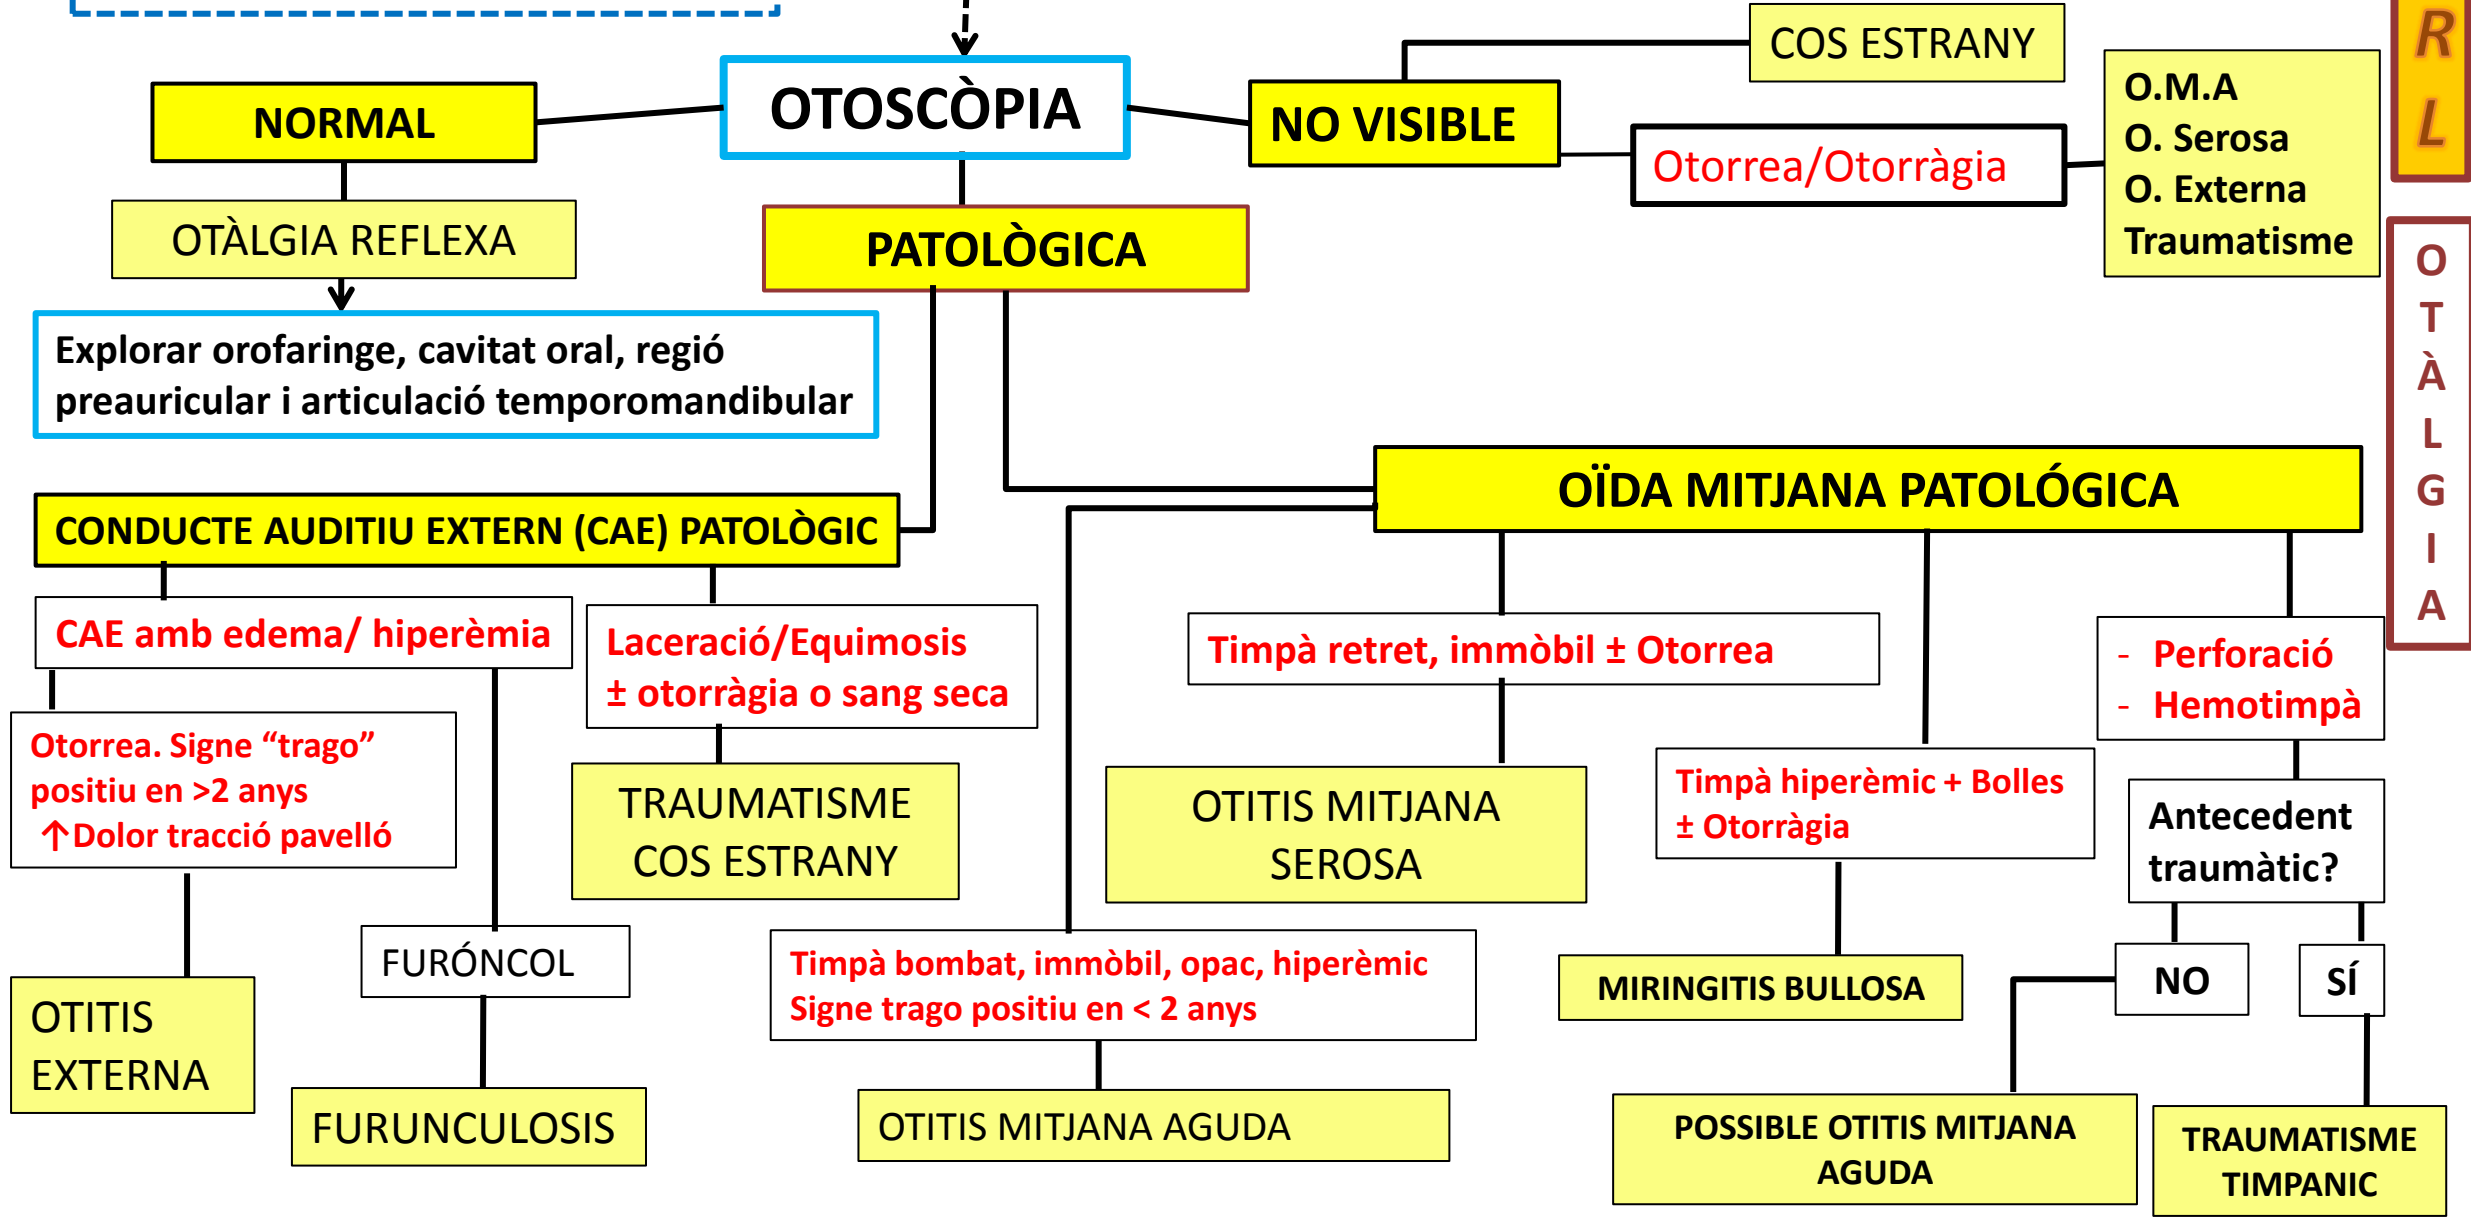 R
L
OTÀLGIA
COS ESTRANY
OTOSCÒPIA
NORMAL
NO VISIBLE
O.M.A
O. Serosa
O. Externa
Traumatisme
Otorrea/Otorràgia
OTÀLGIA REFLEXA
PATOLÒGICA
Explorar orofaringe, cavitat oral, regió
preauricular i articulació temporomandibular
OÏDA MITJANA PATOLÓGICA
CONDUCTE AUDITIU EXTERN (CAE) PATOLÒGIC
CAE amb edema/ hiperèmia
Laceració/Equimosis
± otorràgia o sang seca
Timpà retret, immòbil ± Otorrea
- Perforació
- Hemotimpà
Otorrea. Signe “trago”
positiu en >2 anys
↑Dolor tracció pavelló
TRAUMATISME
COS ESTRANY
OTITIS MITJANA
SEROSA
Timpà hiperèmic + Bolles
± Otorràgia
Antecedent
traumàtic?
FURÓNCOL
Timpà bombat, immòbil, opac, hiperèmic
Signe trago positiu en < 2 anys
MIRINGITIS BULLOSA
NO
SÍ
OTITIS
EXTERNA
FURUNCULOSIS
OTITIS MITJANA AGUDA
POSSIBLE OTITIS MITJANA
AGUDA
TRAUMATISME
TIMPANIC